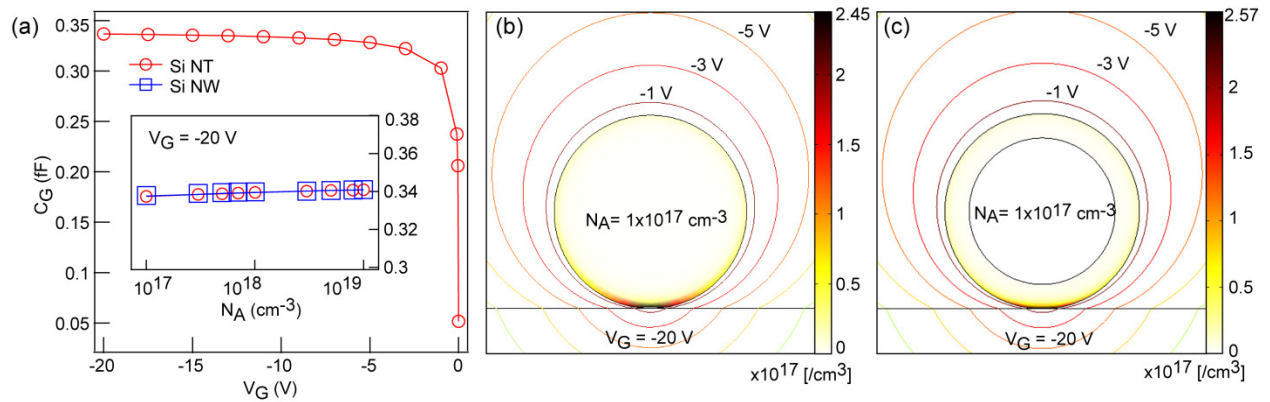 (a)
0.35
0.30
0.25
0.20
0.15
0.1
0.05
C_G (fF)
Si NT
Si NW
V_G = -20 V
0.38
0.36
0.34
0.32
0.3
10^17
10^18
10^19
N_A (cm-3)
-20
-15
-10
-5
0
V_G (V)
(b)
-5 V
-3 V
-1 V
N_A= 1x10^17 cm-3
V_G = -20 V
2.45
2
1.5
1
0.5
0
x10^17 [/cm^3]
(c)
-5 V
-3 V
-1 V
N_A= 1x10^17 cm-3
V_G = -20 V
2.57
2
1.5
1
0.5
0
x10^17 [/cm^3]